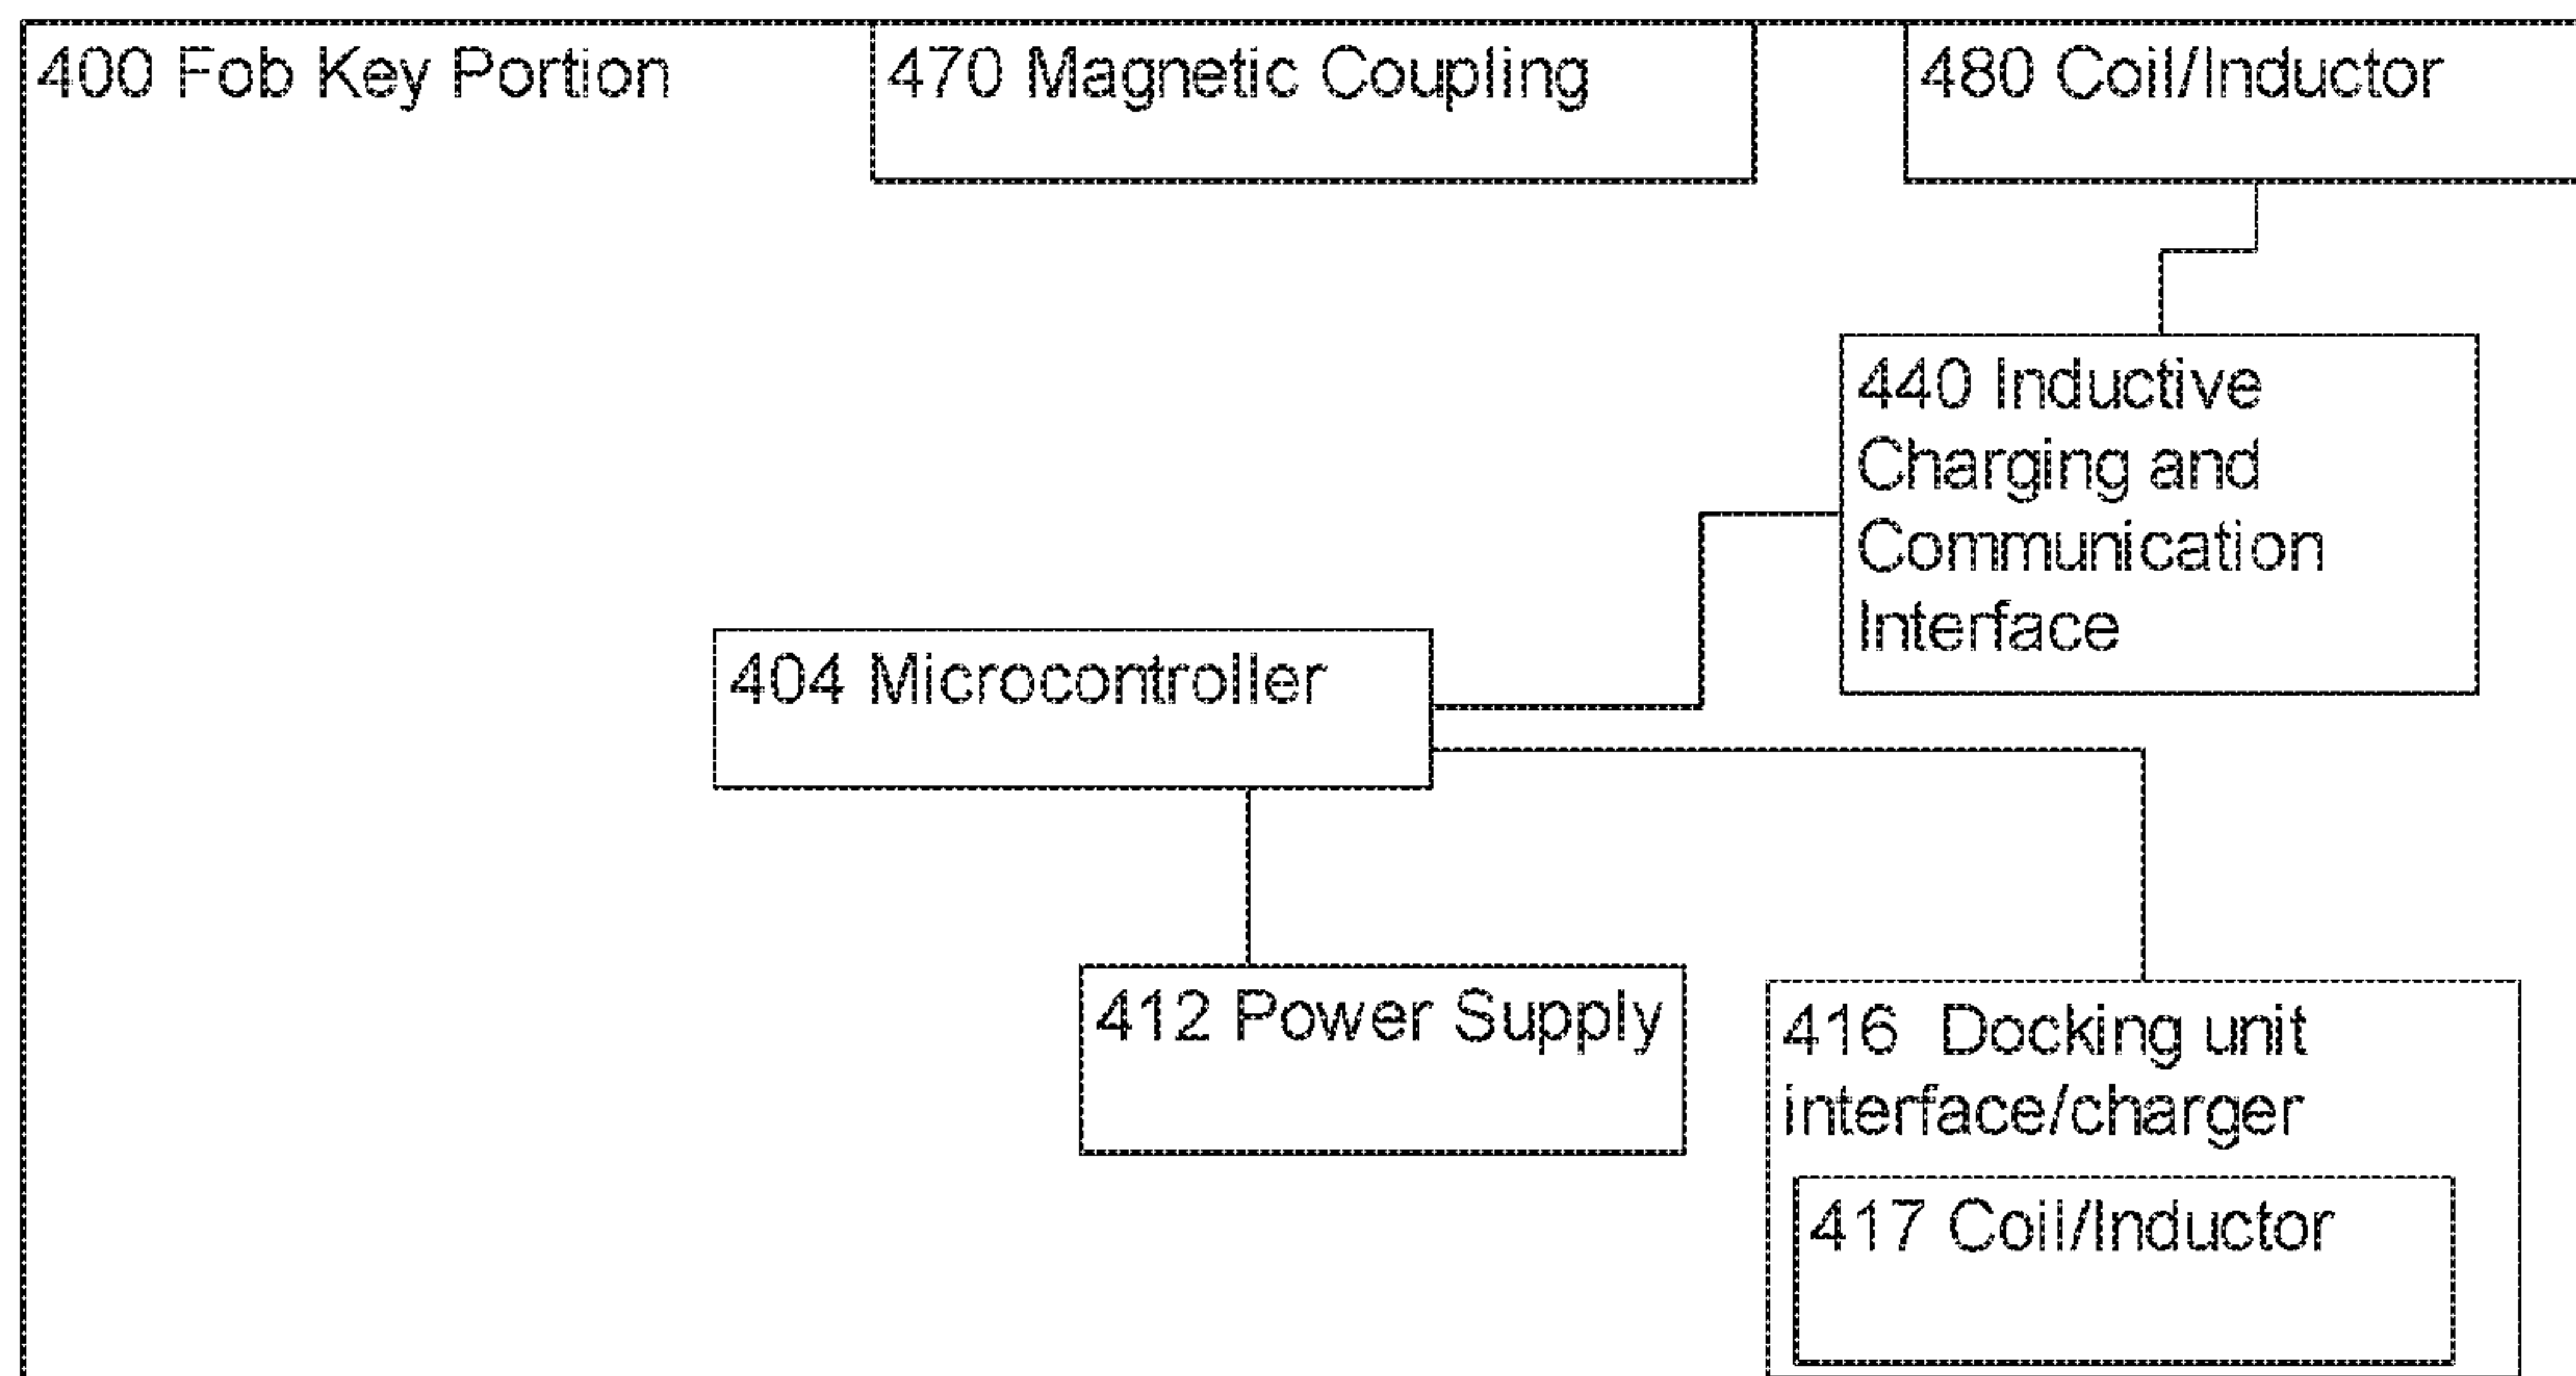 400 Fob Key Portion
470 Magnetic Coupling
480 Coil/Inductor
440 Inductive
Charging and
Communication
Interface
404 Microcontroller
412 Power Supply
416 Docking unit
interface/charger
417 Coil/Inductor